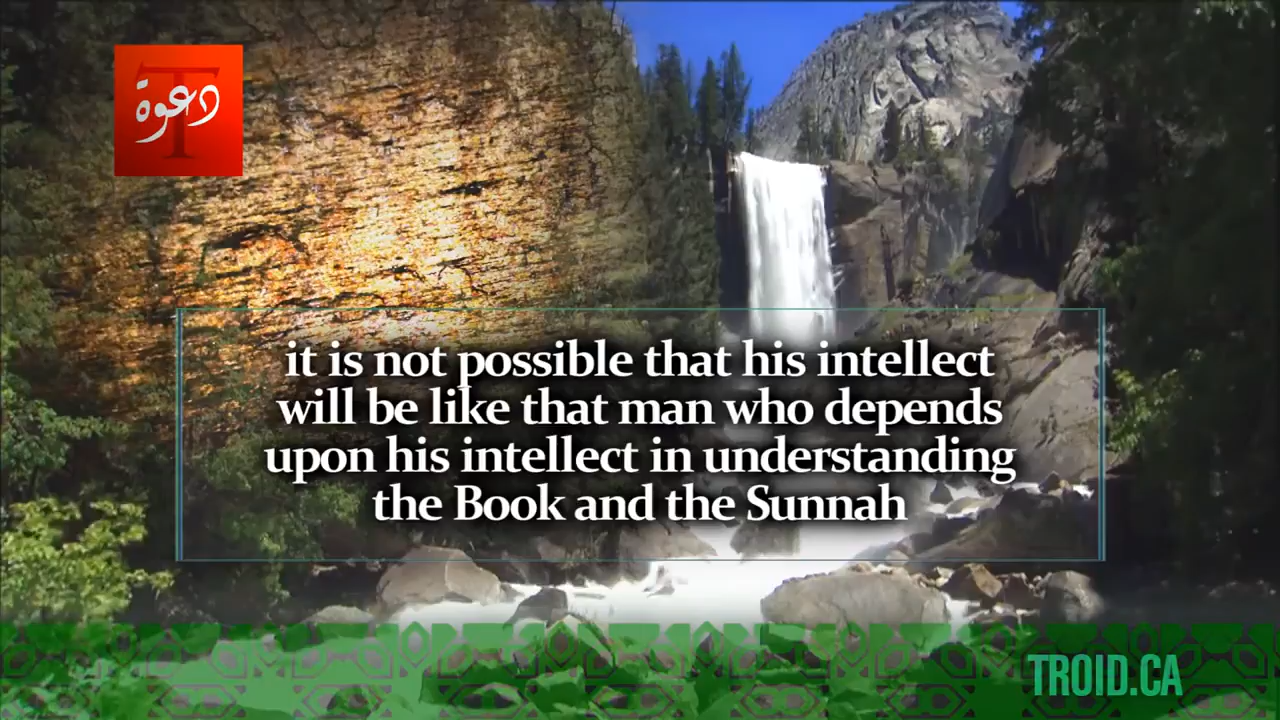 دعوة
T
it is not possible that his intellect
will be like that man who depends
upon his intellect in understanding
the Book and the Sunnah
TROID.CA